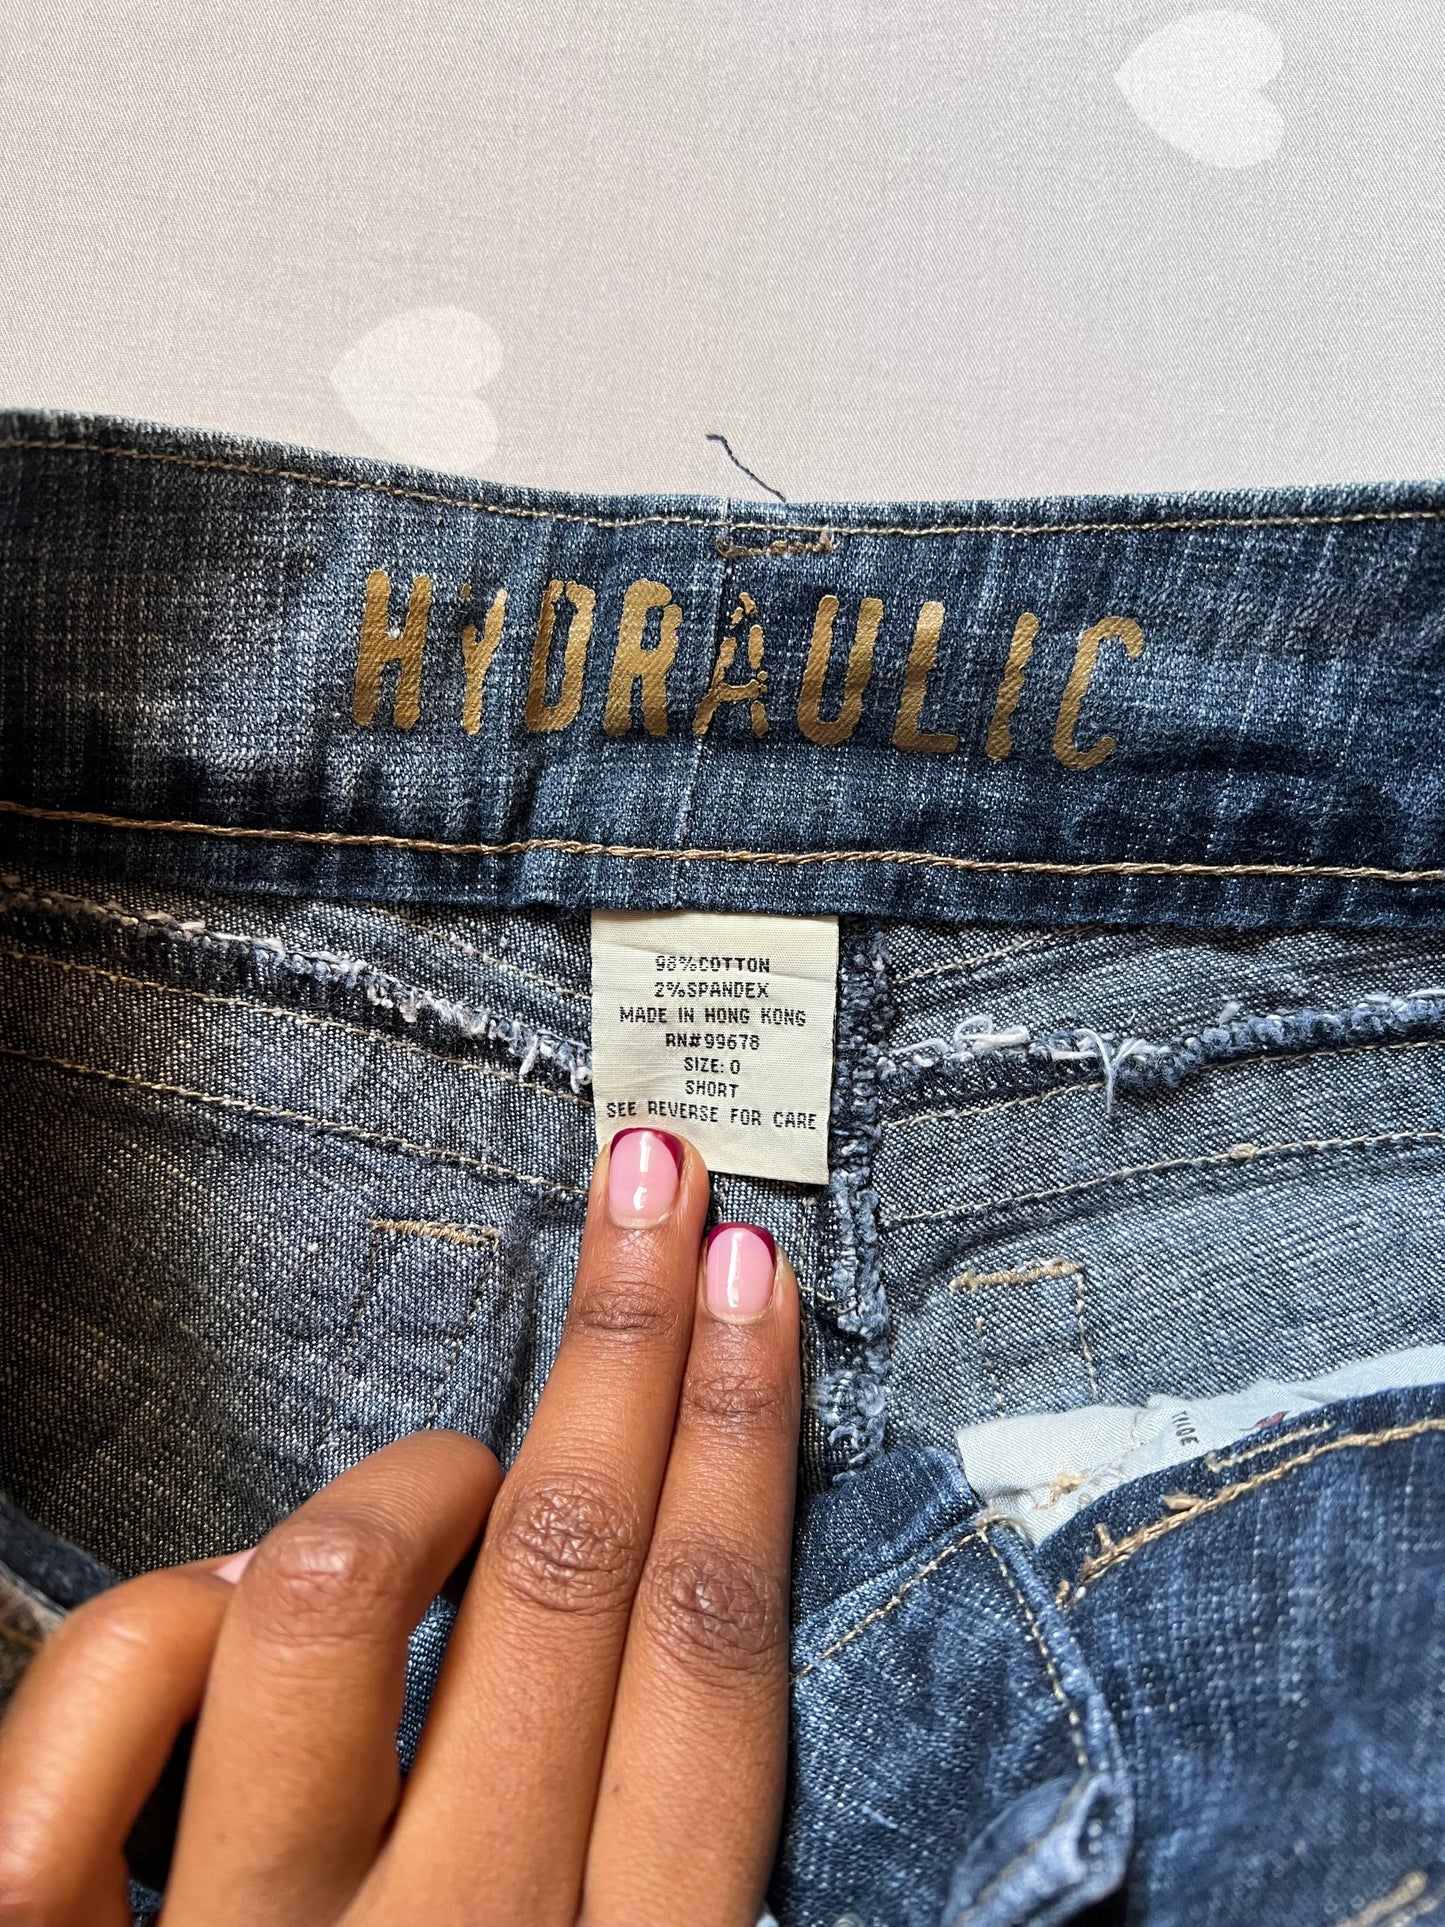 HYDRAULIC
98%COTTON
2%SPANDEX
MADE IN HONG KONG
RN#99678
SIZE: 0
SHORT
SEE REVERSE FOR CARE